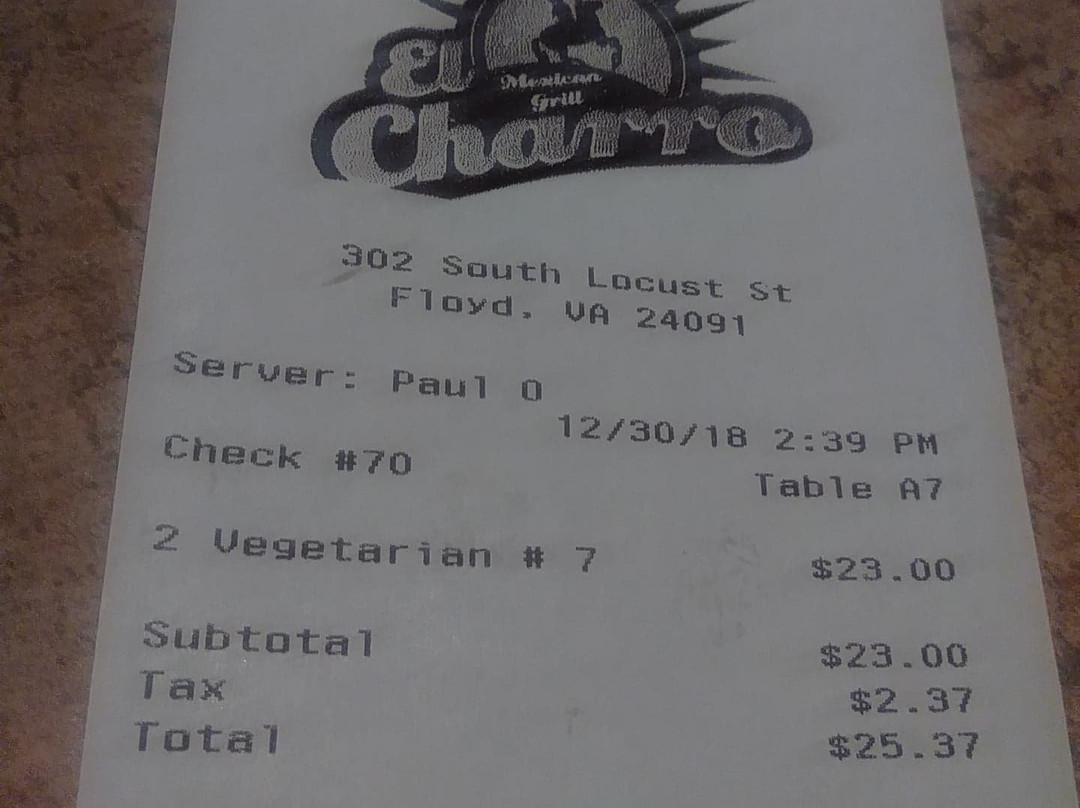 El
Mexican
Grill
Charro
302 South Locust St
Floyd, VA 24091
Server: Paul O
12/30/18 2:39 PM
Check #70
Table A7
2 Vegetarian # 7 $23.00
Subtotal $23.00
Tax $2.37
Total $25.37